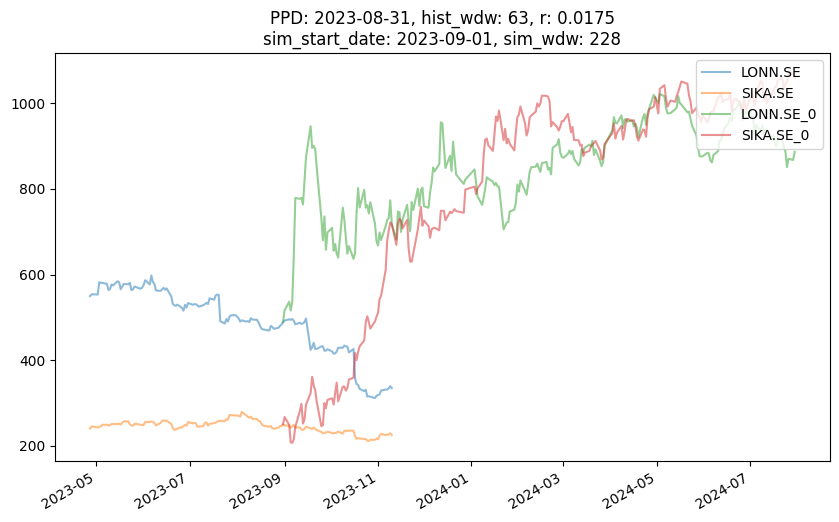 PPD: 2023-08-31, hist_wdw: 63, r: 0.0175
sim_start_date: 2023-09-01, sim_wdw: 228
LONN.SE
SIKA.SE
LONN.SE_0
SIKA.SE_0
1000
800
600
400
200
2023-05
2023-07
2023-09
2023-11
2024-01
2024-03
2024-05
2024-07